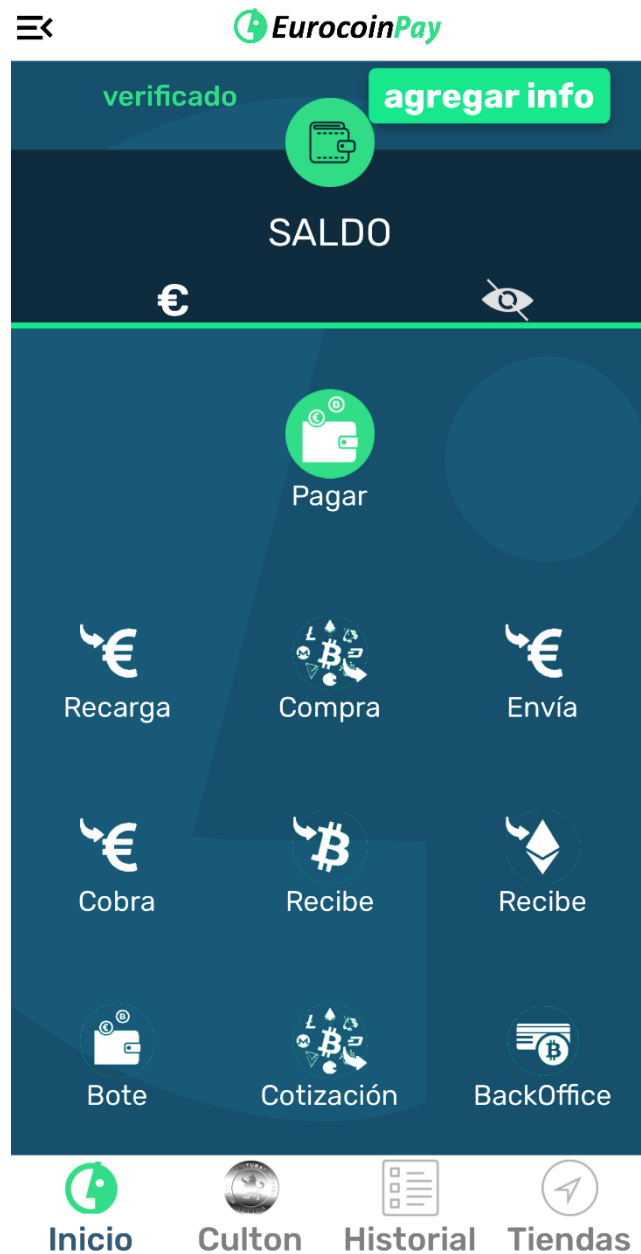 EurocoinPay
verificado
agregar info
SALDO
€
Pagar
Recarga
Compra
Envía
Cobra
Recibe
Recibe
Bote
Cotización
BackOffice
Inicio
Culton
Historial
Tiendas